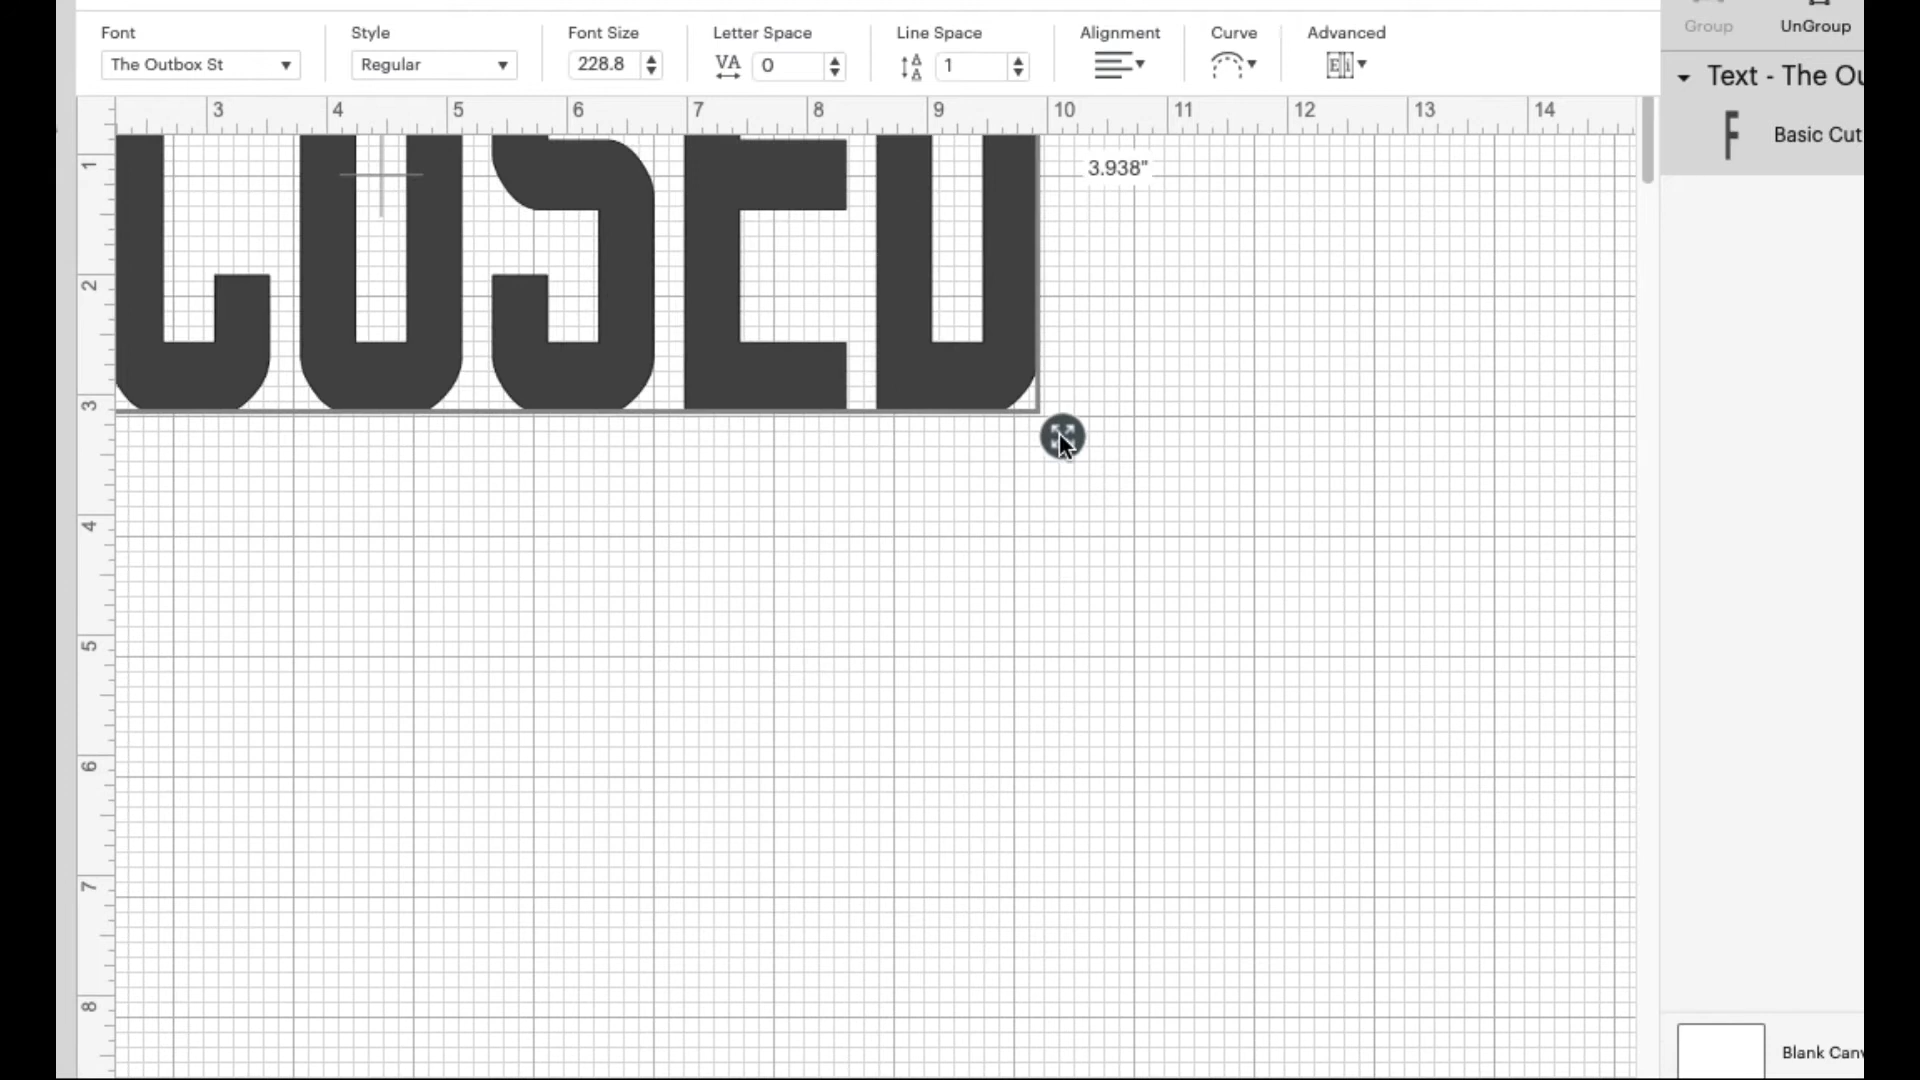 Font Style Font Size Letter Space Line Space Alignment Curve Advanced Group UnGroup
The Outbox St Regular 228.8 VA 0 A A 1
Text - The Ou
Basic Cut
3 4 5 6 7 8 9 10 11 12 13 14
3.938"
1
2
3
4
5
6
7
8
Blank Canv